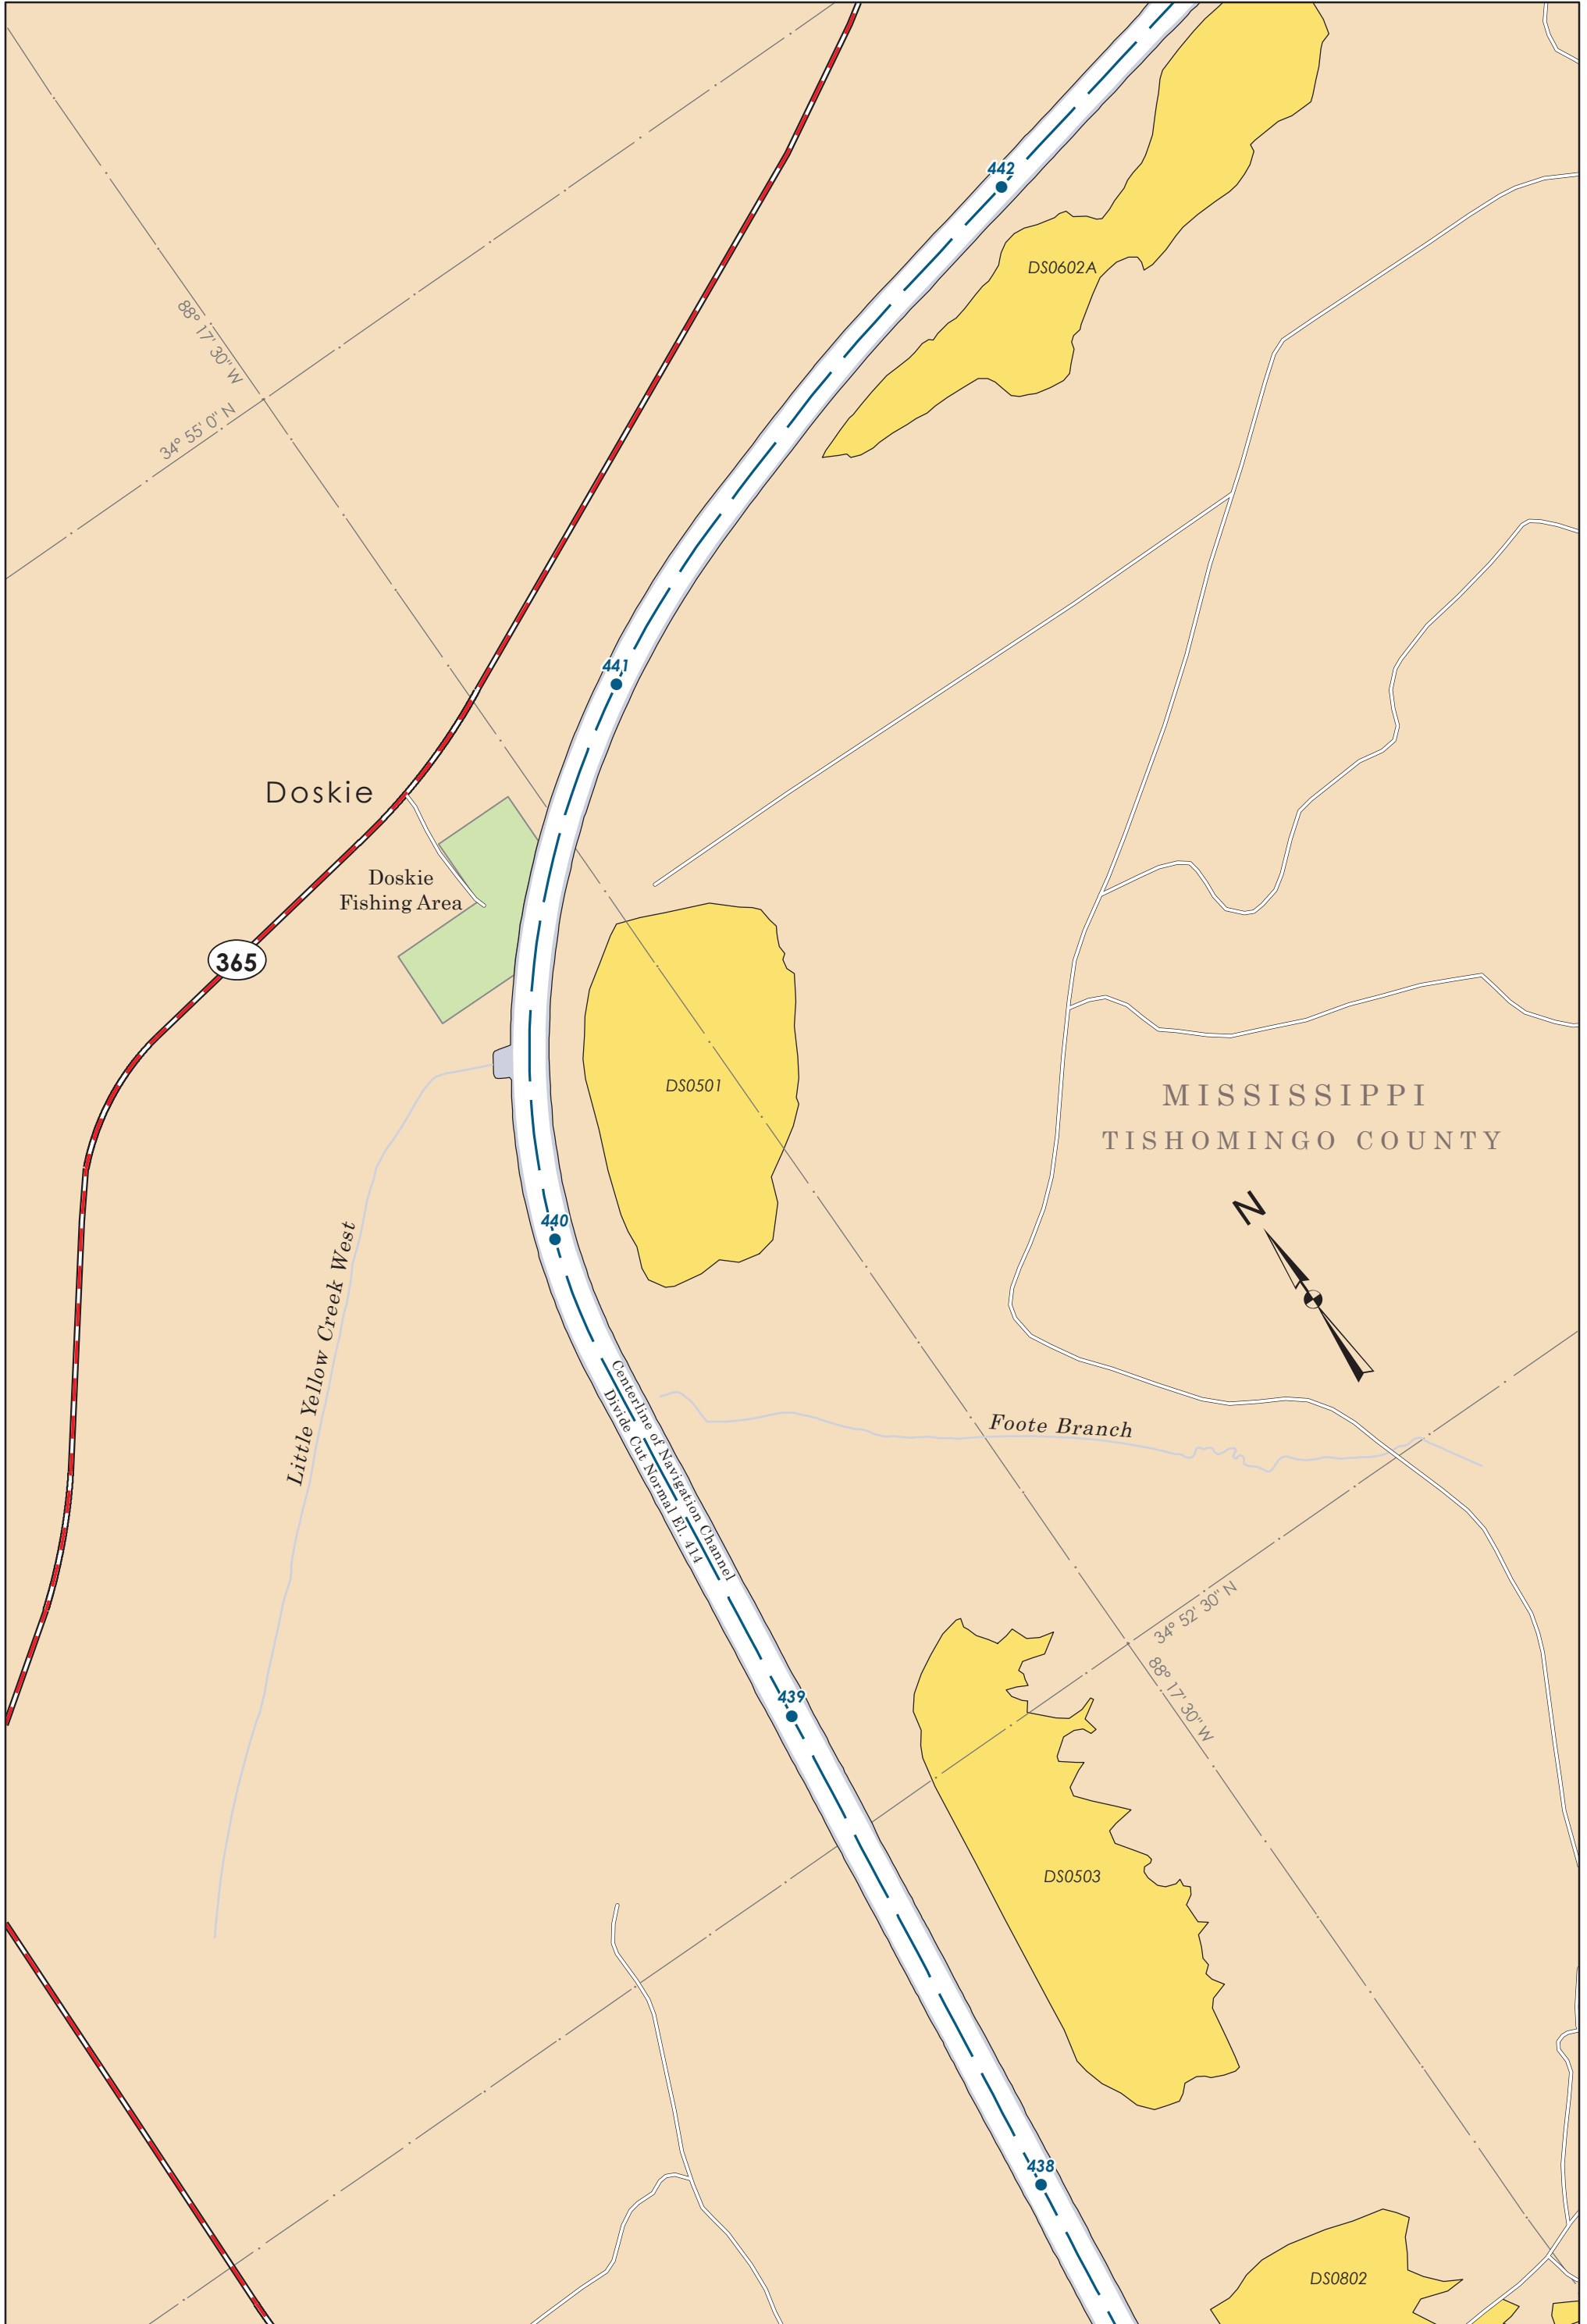 442
DS0602A
88° 17' 30" W
34° 55' 0" N
441
Doskie
Doskie
Fishing Area
365
DS0501
MISSISSIPPI
TISHOMINGO COUNTY
N
440
Little Yellow Creek West
Centerline of Navigation Channel
Divide Cut Normal El. 414
Foote Branch
34° 52' 30" N
88° 17' 30" W
439
DS0503
438
DS0802